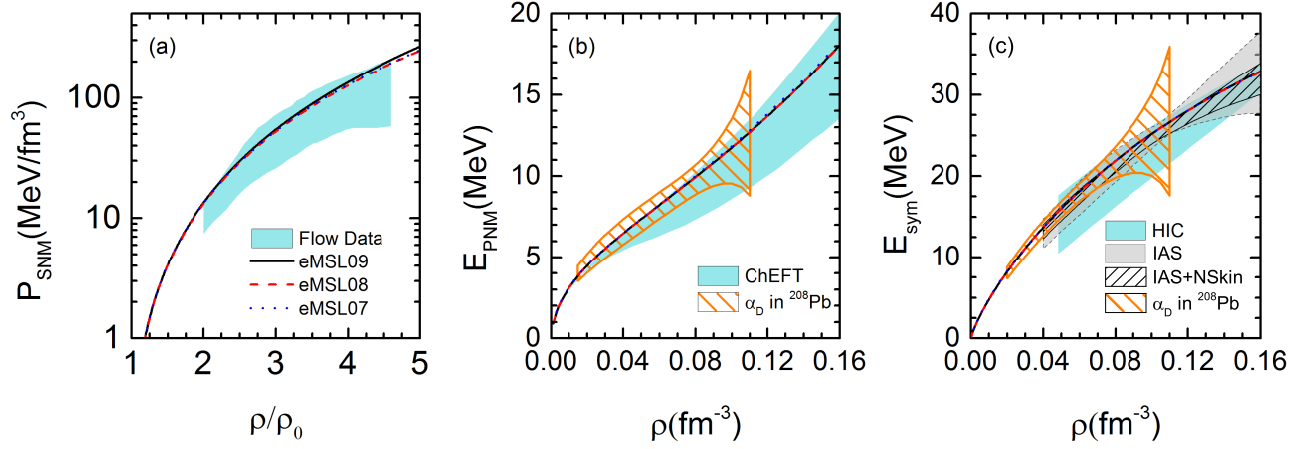 (a)
P_SNM(MeV/fm^3)
100
10
1
Flow Data
eMSL09
eMSL08
eMSL07
1 2 3 4 5
ρ/ρ_0
(b)
E_PNM(MeV)
20
15
10
5
0
ChEFT
α_D in ^208Pb
0.00 0.04 0.08 0.12 0.16
ρ(fm^-3)
(c)
E_sym(MeV)
40
30
20
10
0
HIC
IAS
IAS+NSkin
α_D in ^208Pb
0.00 0.04 0.08 0.12 0.16
ρ(fm^-3)